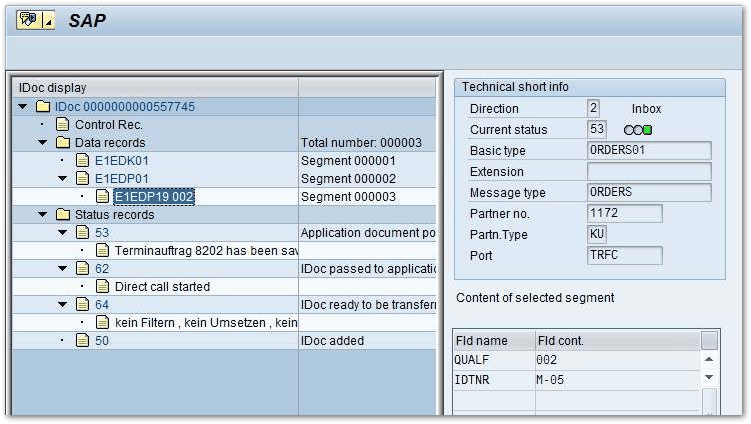 SAP
IDoc display
IDoc 0000000000557745
Control Rec.
Data records Total number: 000003
E1EDK01 Segment 000001
E1EDP01 Segment 000002
E1EDP19 002 Segment 000003
Status records
53 Application document po
Terminauftrag 8202 has been sav
62 IDoc passed to applicatio
Direct call started
64 IDoc ready to be transferr
kein Filtern , kein Umsetzen , kein
50 IDoc added
Technical short info
Direction 2 Inbox
Current status 53
Basic type ORDERS01
Extension
Message type ORDERS
Partner no. 1172
Partn.Type KU
Port TRFC
Content of selected segment
Fld name Fld cont.
QUALF 002
IDTNR M-05